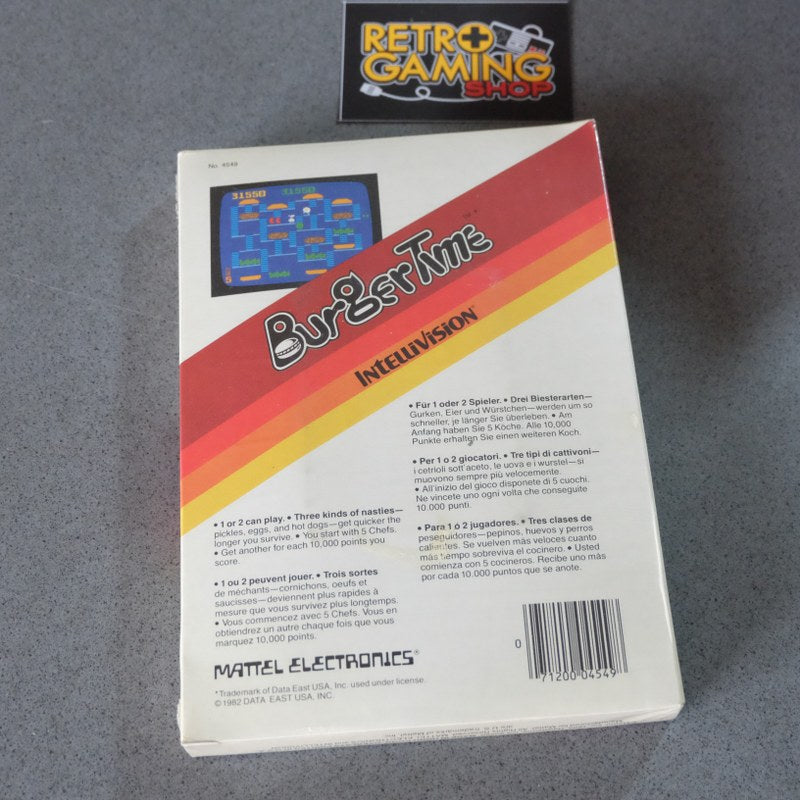 RETRO
GAMING
SHOP
No. 4549
31550 31550
5
TM *
BurgerTime
INTELLIVISION®
• Für 1 oder 2 Spieler. • Drei Biesterarten—
Gurken, Eier und Würstchen—werden um so
schneller, je länger Sie überleben. • Am
Anfang haben Sie 5 Köche. Alle 10,000
Punkte erhalten Sie einen weiteren Koch.
• Per 1 o 2 giocatori. • Tre tipi di cattivoni—
i cetrioli sott'aceto, le uova e i wurstel—si
muovono sempre più velocemente.
• All'inizio del gioco disponete di 5 cuochi.
Ne vincete uno ogni volta che conseguite
10.000 punti.
• Para 1 ó 2 jugadores. • Tres clases de
perseguidores—pepinos, huevos y perros
calientes. Se vuelven más veloces cuanto
más tiempo sobreviva el cocinero. • Usted
comienza con 5 cocineros. Recibe uno más
por cada 10.000 puntos que se anote.
• 1 or 2 can play. • Three kinds of nasties—
pickles, eggs, and hot dogs—get quicker the
longer you survive. • You start with 5 Chefs.
• Get another for each 10,000 points you
score.
• 1 ou 2 peuvent jouer. • Trois sortes
de méchants—cornichons, oeufs et
saucisses—deviennent plus rapides à
mesure que vous survivez plus longtemps.
• Vous commencez avec 5 Chefs. Vous en
obtiendrez un autre chaque fois que vous
marquez 10,000 points.
MATTEL ELECTRONICS®
*Trademark of Data East USA, Inc. used under license.
© 1982 DATA EAST USA, INC.
0 71200 04549